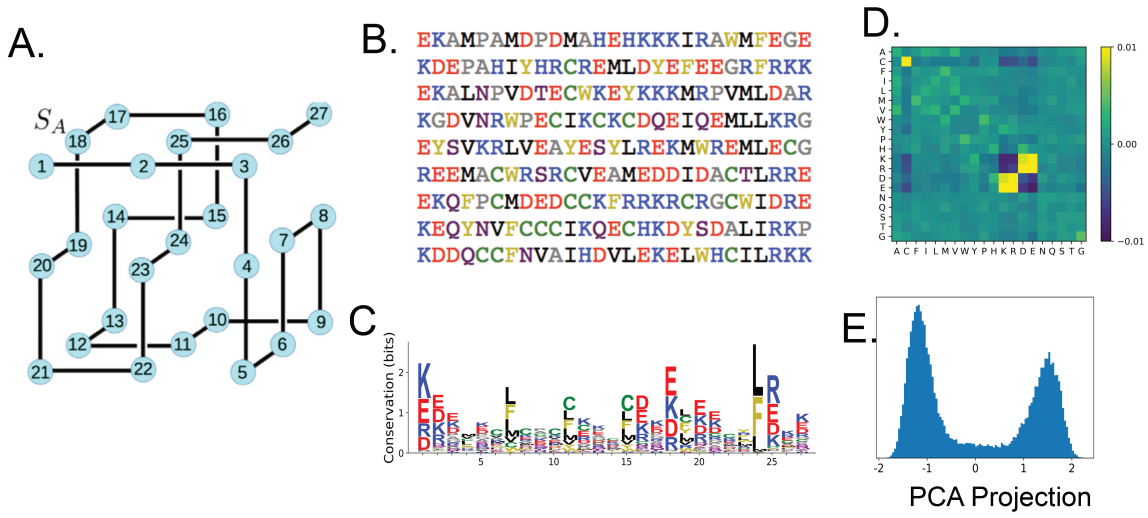 A.
S_A
17
16
27
18
25
26
1
2
3
14
15
8
7
19
24
20
23
4
13
10
9
12
11
6
21
22
5
B.
EKAMPAMDPDMAHEHKKKIRAWMFEGE
KDEPAHIYHRCREMLDYEFEEGRFRKK
EKALNPVDTECWKEYKKKMRPVMLDAR
KGDVNRWPECIKCKCDQEIQEMLLKRG
EYSVKRLVEAYESYLREKMWREMLECG
REEMACWRSRCVEAMEDDIDACTLRRE
EKQFPCMDEDCCKFRRKRCRGCWIDRE
KEQYNVFCCCIKQECHKDYSDALIRKP
KDDQCCFNVAIHDVLEKELWHCILRKK
C
Conservation (bits)
2
1
0
5
10
15
20
25
D.
A
C
F
I
L
M
V
W
Y
P
H
K
R
D
E
N
Q
S
T
G
A C F I L M V W Y P H K R D E N Q S T G
0.01
0.00
−0.01
E.
-2
-1
0
1
2
PCA Projection